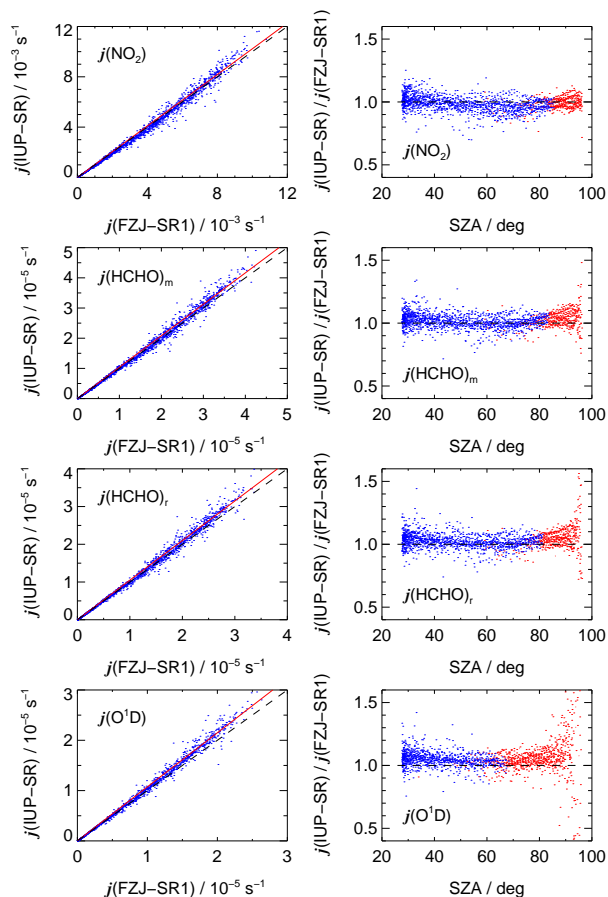 12
8
4
0
j(IUP−SR) / 10⁻³ s⁻¹
j(NO₂)
0 4 8 12
j(FZJ−SR1) / 10⁻³ s⁻¹
1.5
1.0
0.5
j(IUP−SR) / j(FZJ−SR1)
j(NO₂)
20 40 60 80 100
SZA / deg
5
4
3
2
1
0
j(IUP−SR) / 10⁻⁵ s⁻¹
j(HCHO)ₘ
0 1 2 3 4 5
j(FZJ−SR1) / 10⁻⁵ s⁻¹
1.5
1.0
0.5
j(IUP−SR) / j(FZJ−SR1)
j(HCHO)ₘ
20 40 60 80 100
SZA / deg
4
3
2
1
0
j(IUP−SR) / 10⁻⁵ s⁻¹
j(HCHO)ᵣ
0 1 2 3 4
j(FZJ−SR1) / 10⁻⁵ s⁻¹
1.5
1.0
0.5
j(IUP−SR) / j(FZJ−SR1)
j(HCHO)ᵣ
20 40 60 80 100
SZA / deg
3
2
1
0
j(IUP−SR) / 10⁻⁵ s⁻¹
j(O¹D)
0 1 2 3
j(FZJ−SR1) / 10⁻⁵ s⁻¹
1.5
1.0
0.5
j(IUP−SR) / j(FZJ−SR1)
j(O¹D)
20 40 60 80 100
SZA / deg